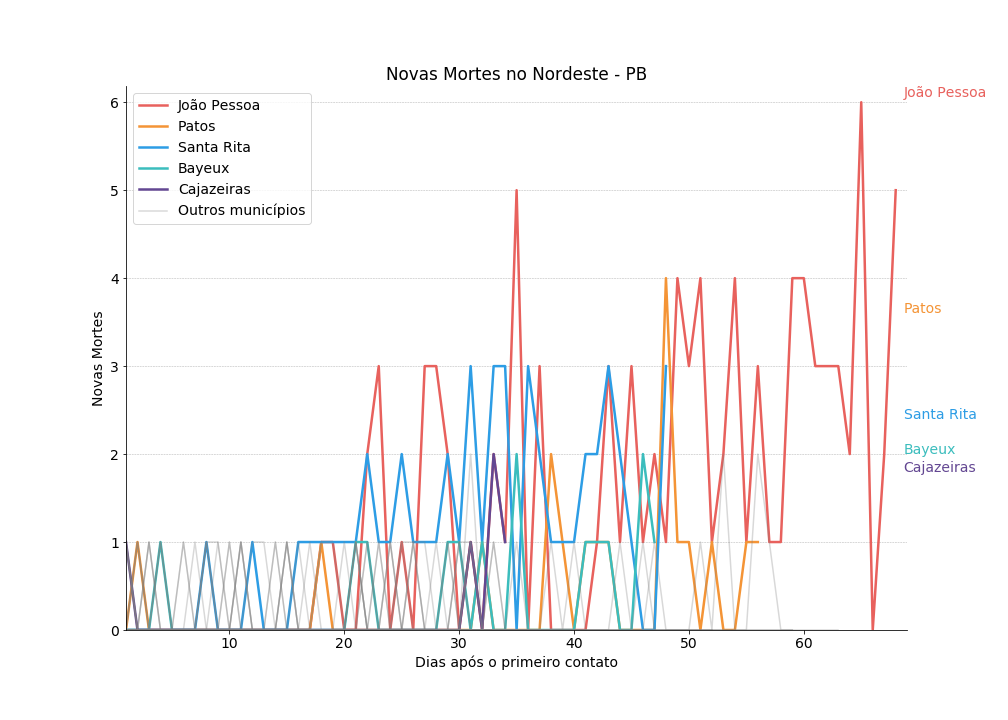 Novas Mortes no Nordeste - PB
João Pessoa
Patos
Santa Rita
Bayeux
Cajazeiras
Outros municípios
João Pessoa
Patos
Santa Rita
Bayeux
Cajazeiras
6
5
4
3
2
1
0
Novas Mortes
10 20 30 40 50 60
Dias após o primeiro contato